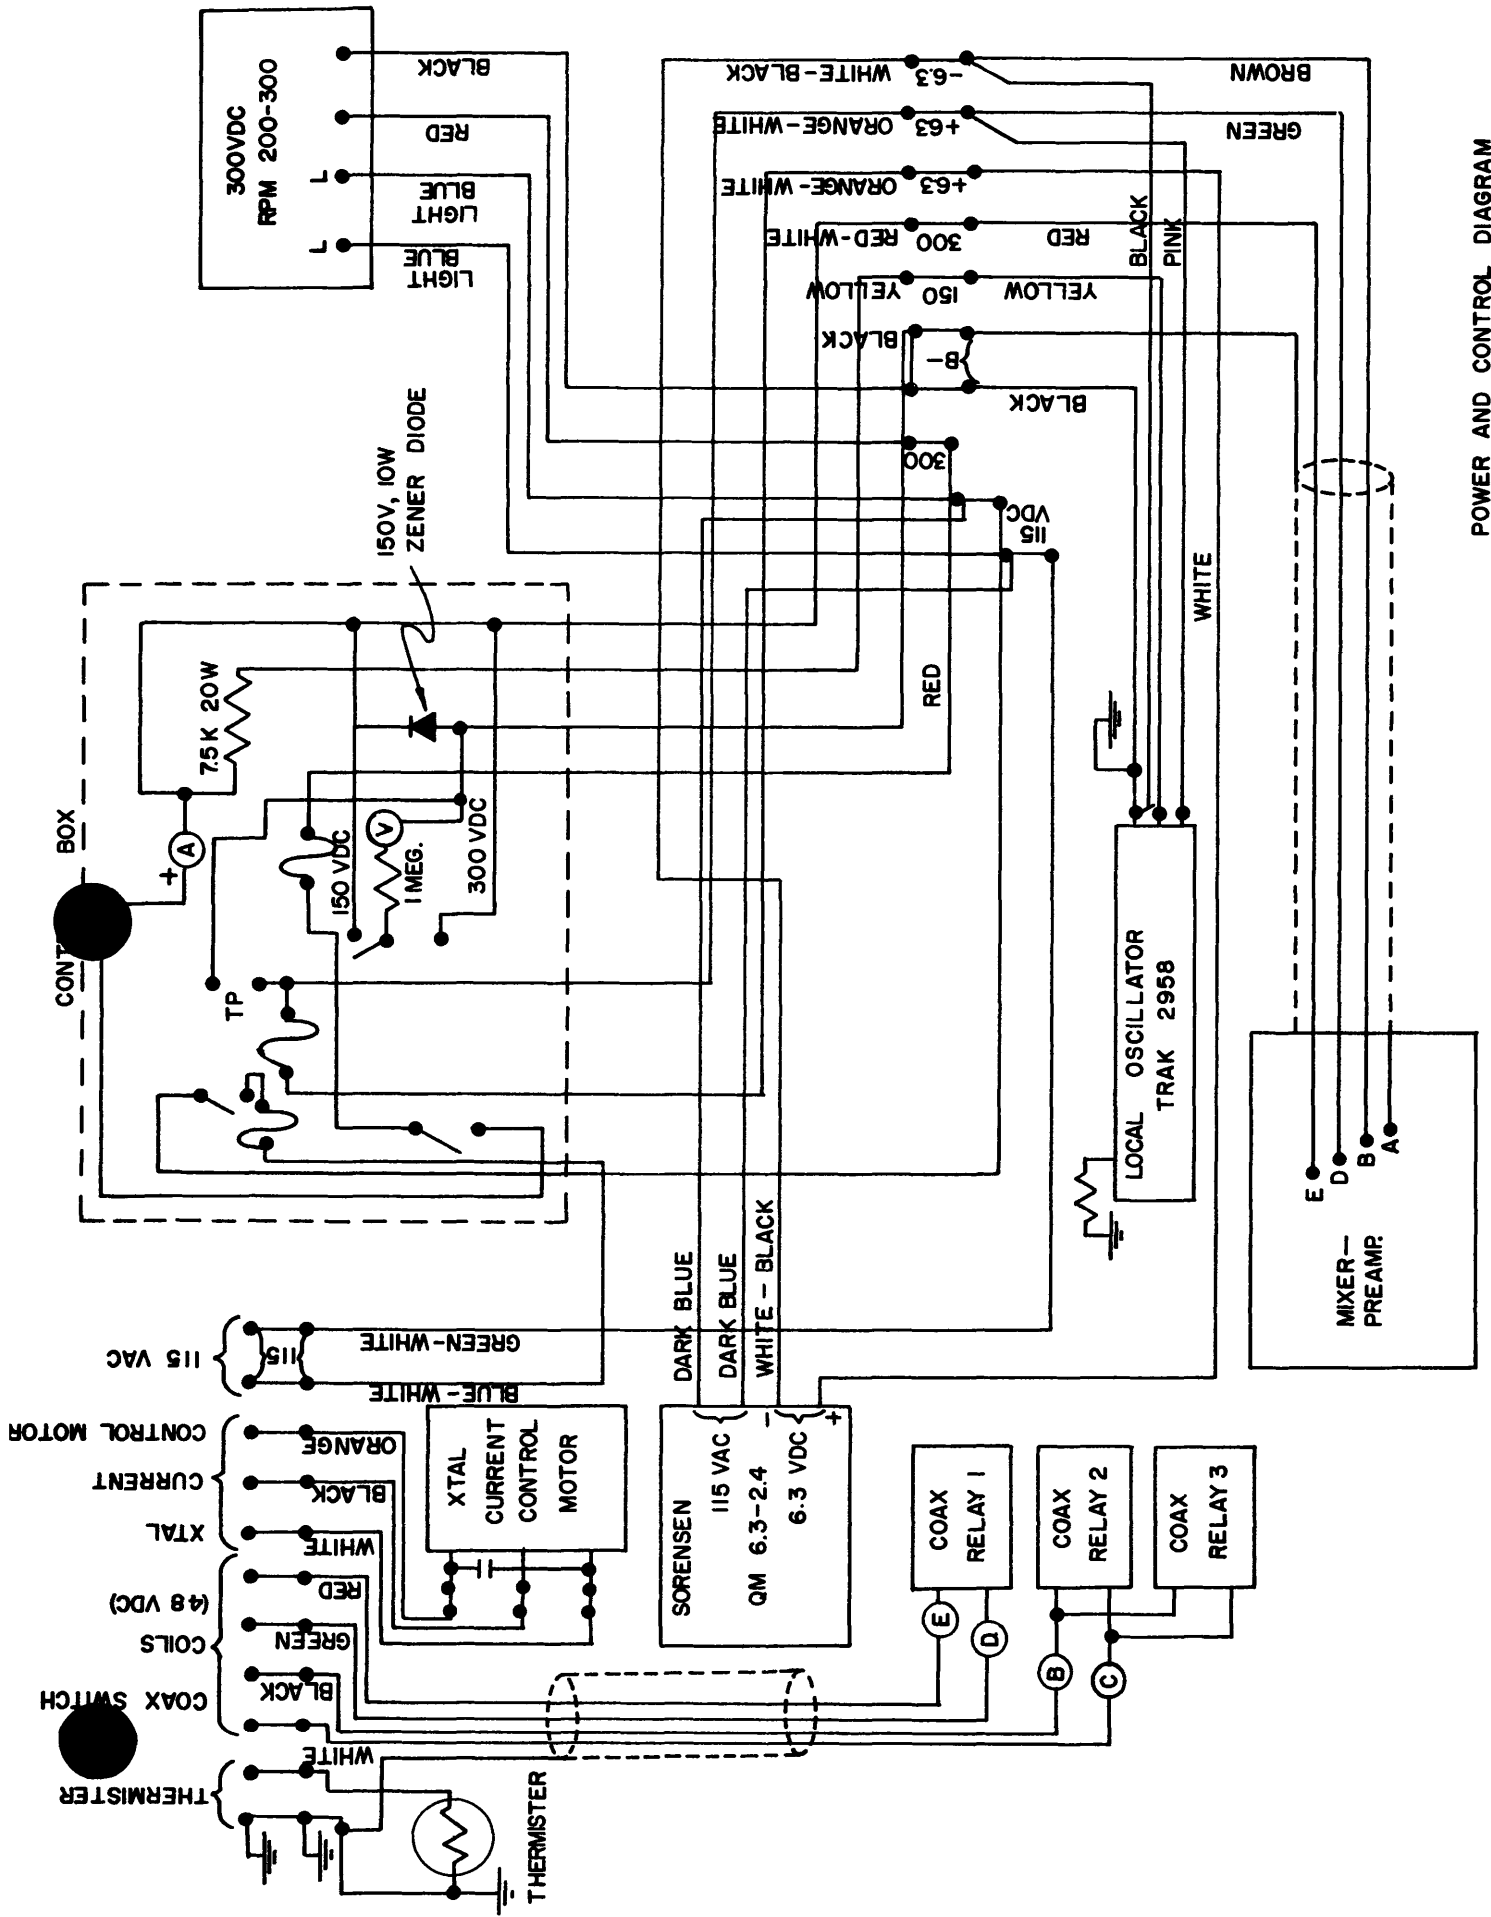 300VDC
RPM 200-300
L
L
BLACK
RED
LIGHT
BLUE
LIGHT
BLUE
WHITE-BLACK
-6.3
BROWN
ORANGE-WHITE
+63
GREEN
ORANGE-WHITE
+6.3
RED-WHITE
300
RED
YELLOW
150
YELLOW
BLACK
B-
BLACK
300
115
VDC
BLACK
PINK
WHITE
RED
150V, 10W
ZENER DIODE
BOX
7.5K 20W
A
+
150 VDC
V
1 MEG.
300 VDC
TP
LOCAL OSCILLATOR
TRAK 2958
MIXER-
PREAMP.
E
D
B
A
115 VAC
115
GREEN-WHITE
BLUE-WHITE
XTAL
CURRENT
CONTROL MOTOR
ORANGE
BLACK
WHITE
XTAL
CURRENT
CONTROL
MOTOR
DARK BLUE
DARK BLUE
WHITE-BLACK
SORENSEN
115 VAC
QM 6.3-2.4
6.3 VDC
-
+
COAX SWITCH
COILS
(48 VDC)
RED
GREEN
BLACK
WHITE
COAX
RELAY 1
COAX
RELAY 2
COAX
RELAY 3
E
D
B
C
THERMISTER
THERMISTER
POWER AND CONTROL DIAGRAM